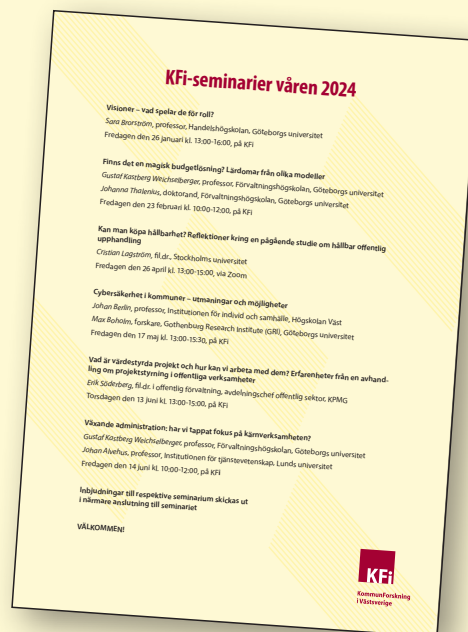 KFi-seminarier våren 2024
Visioner – vad spelar de för roll?
Sara Brorström, professor, Handelshögskolan, Göteborgs universitet
Fredagen den 26 januari kl. 13:00-16:00, på KFi
Finns det en magisk budgetlösning? Lärdomar från olika modeller
Gustaf Kastberg Weichselberger, professor, Förvaltningshögskolan, Göteborgs universitet
Johanna Thalenius, doktorand, Förvaltningshögskolan, Göteborgs universitet
Fredagen den 23 februari kl. 10:00-12:00, på KFi
Kan man köpa hållbarhet? Reflektioner kring en pågående studie om hållbar offentlig
upphandling
Cristian Lagström, fil.dr., Stockholms universitet
Fredagen den 26 april kl. 13:00-15:00, via Zoom
Cybersäkerhet i kommuner – utmaningar och möjligheter
Johan Berlin, professor, Institutionen för individ och samhälle, Högskolan Väst
Max Boholm, forskare, Gothenburg Research Institute (GRI), Göteborgs universitet
Fredagen den 17 maj kl. 13:00-15:30, på KFi
Vad är värdestyrda projekt och hur kan vi arbeta med dem? Erfarenheter från en avhand-
ling om projektstyrning i offentliga verksamheter
Erik Söderberg, fil.dr. i offentlig förvaltning, avdelningschef offentlig sektor, KPMG
Torsdagen den 13 juni kl. 13:00-15:00, på KFi
Växande administration: har vi tappat fokus på kärnverksamheten?
Gustaf Kastberg Weichselberger, professor, Förvaltningshögskolan, Göteborgs universitet
Johan Alvehus, professor, Institutionen för tjänstevetenskap, Lunds universitet
Fredagen den 14 juni kl. 10:00-12:00, på KFi
Inbjudningar till respektive seminarium skickas ut
i närmare anslutning till seminariet
VÄLKOMMEN!
KFi
KommunForskning
i Västsverige